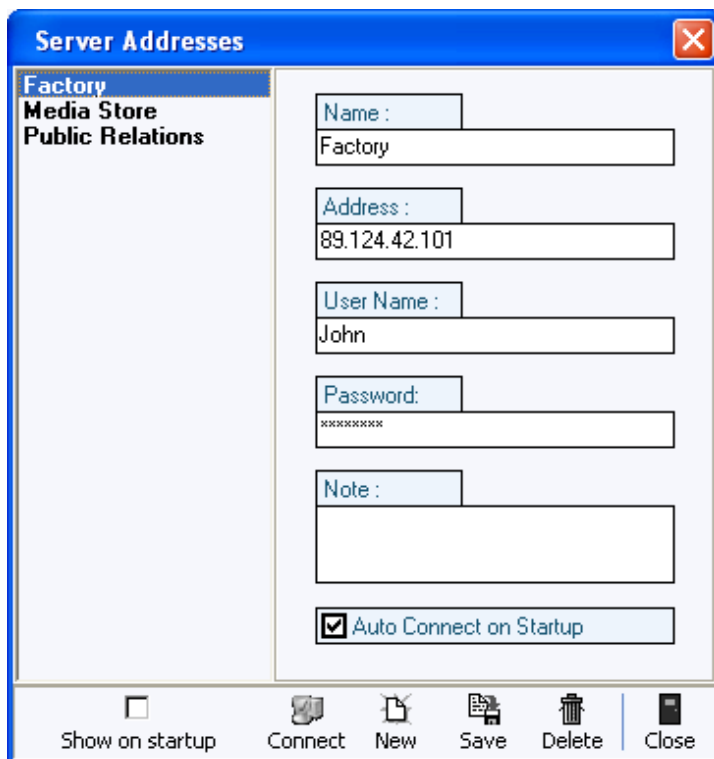 Server Addresses
Factory
Media Store
Public Relations
Name :
Factory
Address :
89.124.42.101
User Name :
John
Password:
********
Note :
Auto Connect on Startup
Show on startup
Connect
New
Save
Delete
Close